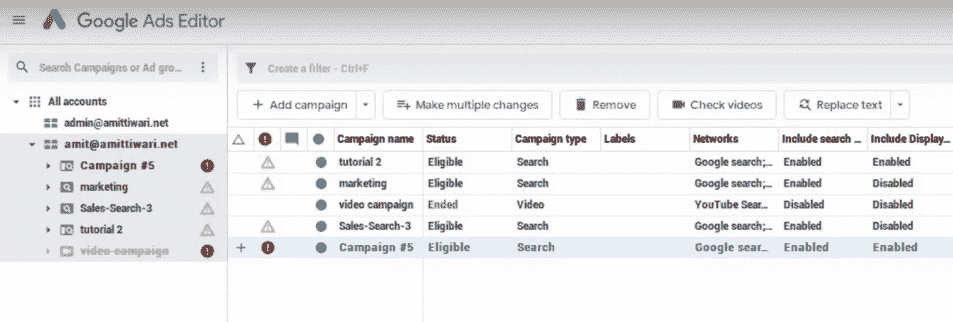 Google Ads Editor
Search Campaigns or Ad gro...
Create a filter - Ctrl+F
All accounts
admin@amittiwari.net
amit@amittiwari.net
Campaign #5
marketing
Sales-Search-3
tutorial 2
video campaign
+ Add campaign Make multiple changes Remove Check videos Replace text
Campaign name Status Campaign type Labels Networks Include search ... Include Display...
tutorial 2 Eligible Search Google search;... Enabled Enabled
marketing Eligible Search Google search;... Enabled Disabled
video campaign Ended Video YouTube Sear... Disabled Disabled
Sales-Search-3 Eligible Search Google search;... Enabled Disabled
+ Campaign #5 Eligible Search Google sear... Enabled Enabled